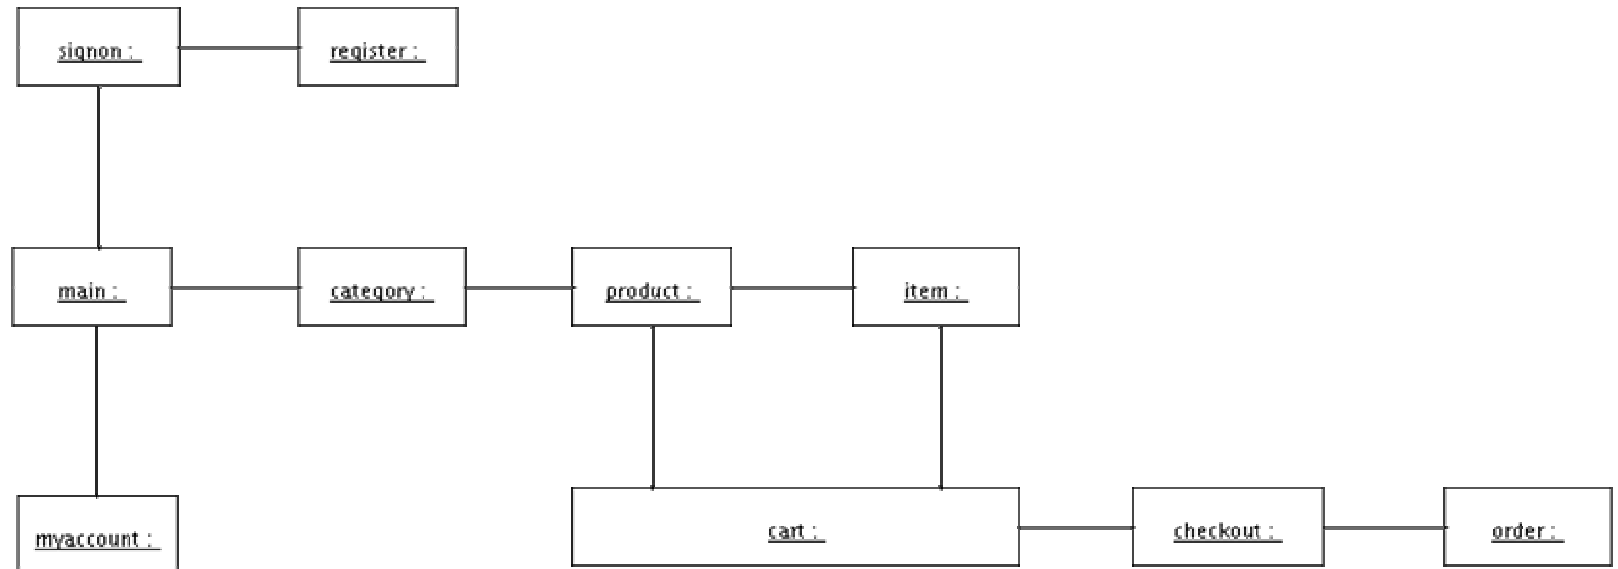 signon :
register :
main :
category :
product :
item :
myaccount :
cart :
checkout :
order :